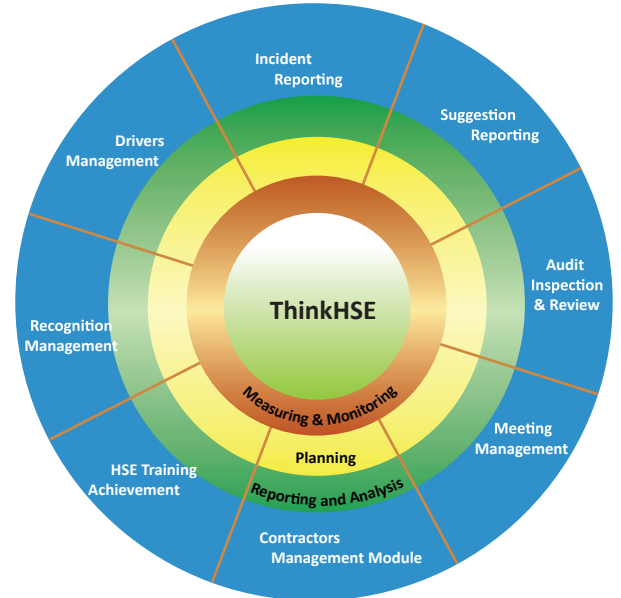 Incident
Reporting
Suggestion
Reporting
Drivers
Management
Audit
Inspection
& Review
ThinkHSE
Recognition
Management
Measuring & Monitoring
Meeting
Management
Planning
HSE Training
Achievement
Reporting and Analysis
Contractors
Management Module